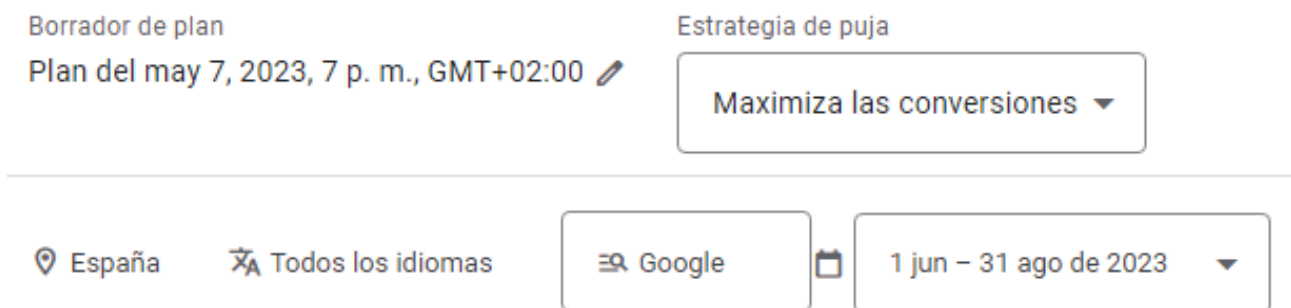 Borrador de plan
Estrategia de puja
Plan del may 7, 2023, 7 p. m., GMT+02:00
Maximiza las conversiones
España
Todos los idiomas
Google
1 jun – 31 ago de 2023